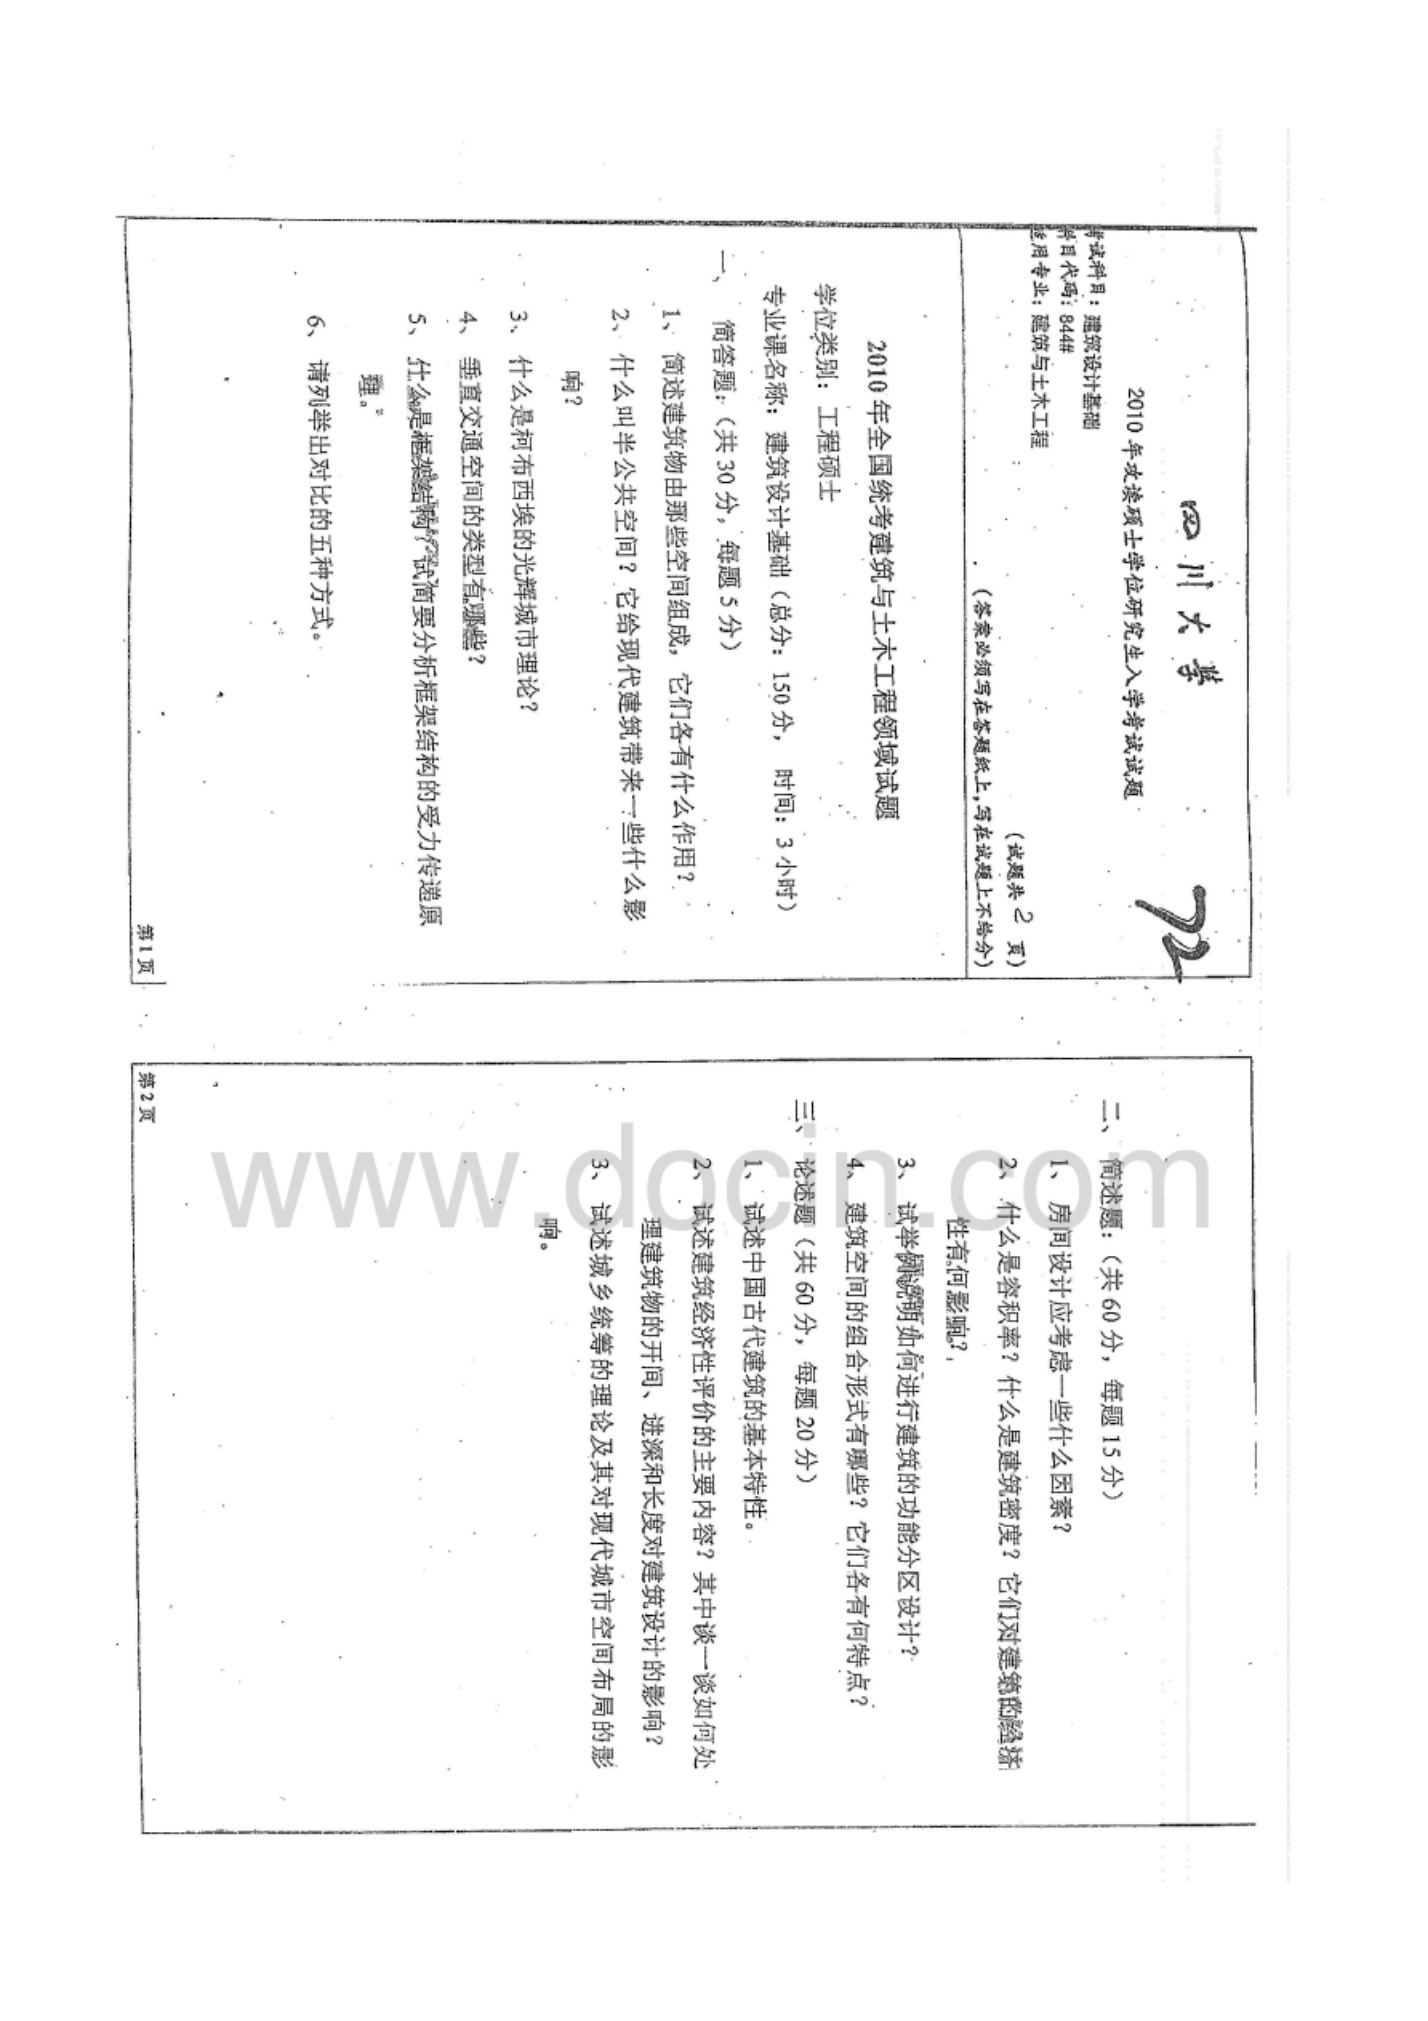 四川大学
72
2010年攻读硕士学位研究生入学考试试题
考试科目：建筑设计基础
科目代码：844#
适用专业：建筑与土木工程
（试题共 2 页）
（答案必须写在答题纸上，写在试题上不给分）
2010年全国统考建筑与土木工程领域试题
学位类别：工程硕士
专业课名称：建筑设计基础（总分：150分， 时间：3小时）
一、 简答题：（共30分，每题5分）
1、 简述建筑物由那些空间组成，它们各有什么作用？
2、 什么叫半公共空间？它给现代建筑带来一些什么影
响？
3、 什么是柯布西埃的光辉城市理论？
4、 垂直交通空间的类型有哪些？
5、 什么是框架结构？试简要分析框架结构的受力传递原
理。
6、 请列举出对比的五种方式。
第1页
二、 简述题：（共60分，每题15分）
1、 房间设计应考虑一些什么因素？
2、 什么是容积率？什么是建筑密度？它们对建筑的经济
性有何影响？
3、 试举例说明如何进行建筑的功能分区设计？
4、 建筑空间的组合形式有哪些？它们各有何特点？
三、 论述题（共60分，每题20分）
1、 试述中国古代建筑的基本特性。
2、 试述建筑经济性评价的主要内容？其中谈一谈如何处
理建筑物的开间、进深和长度对建筑设计的影响？
3、 试述城乡统筹的理论及其对现代城市空间布局的影
响。
第2页
www.docin.com